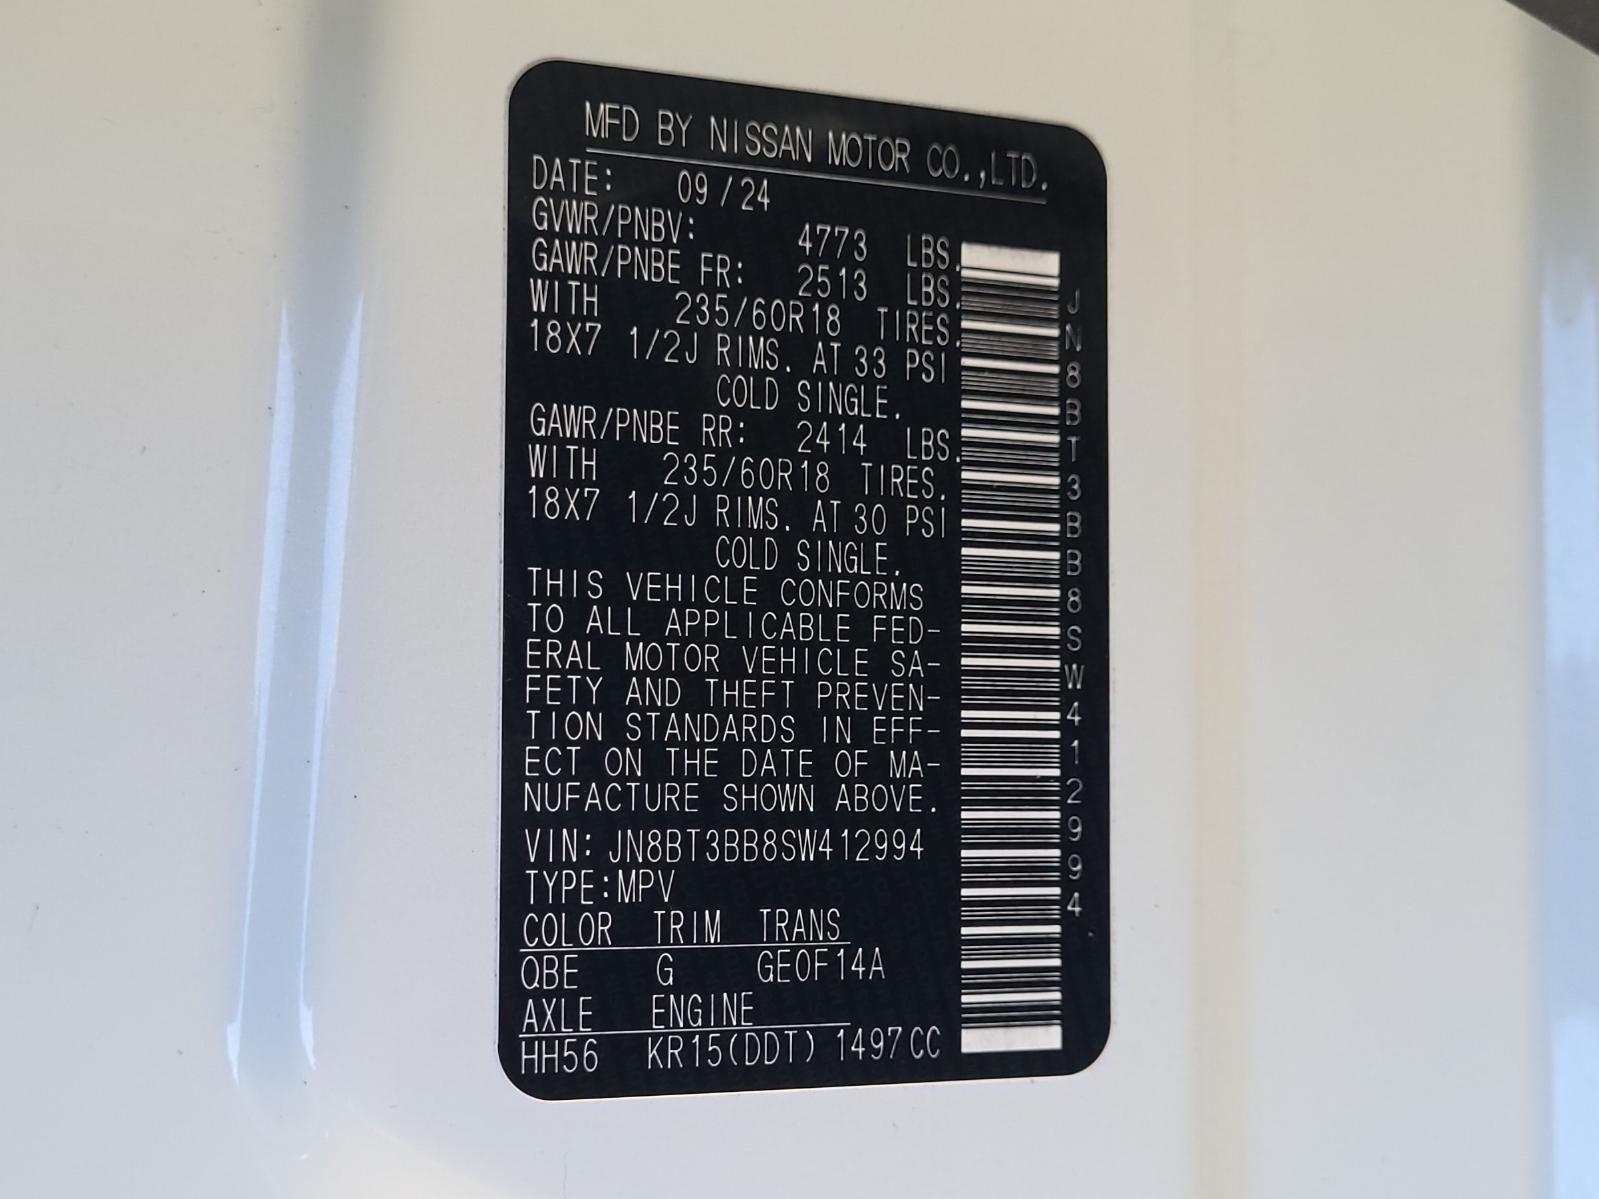 MFD BY NISSAN MOTOR CO.,LTD.
DATE: 09/24
GVWR/PNBV: 4773 LBS.
GAWR/PNBE FR: 2513 LBS.
WITH 235/60R18 TIRES.
18X7 1/2J RIMS. AT 33 PSI
COLD SINGLE.
GAWR/PNBE RR: 2414 LBS.
WITH 235/60R18 TIRES.
18X7 1/2J RIMS. AT 30 PSI
COLD SINGLE.
THIS VEHICLE CONFORMS
TO ALL APPLICABLE FED-
ERAL MOTOR VEHICLE SA-
FETY AND THEFT PREVEN-
TION STANDARDS IN EFF-
ECT ON THE DATE OF MA-
NUFACTURE SHOWN ABOVE.
VIN: JN8BT3BB8SW412994
TYPE:MPV
COLOR TRIM TRANS
QBE G GE0F14A
AXLE ENGINE
HH56 KR15(DDT) 1497CC
JN8BT3BB8SW412994